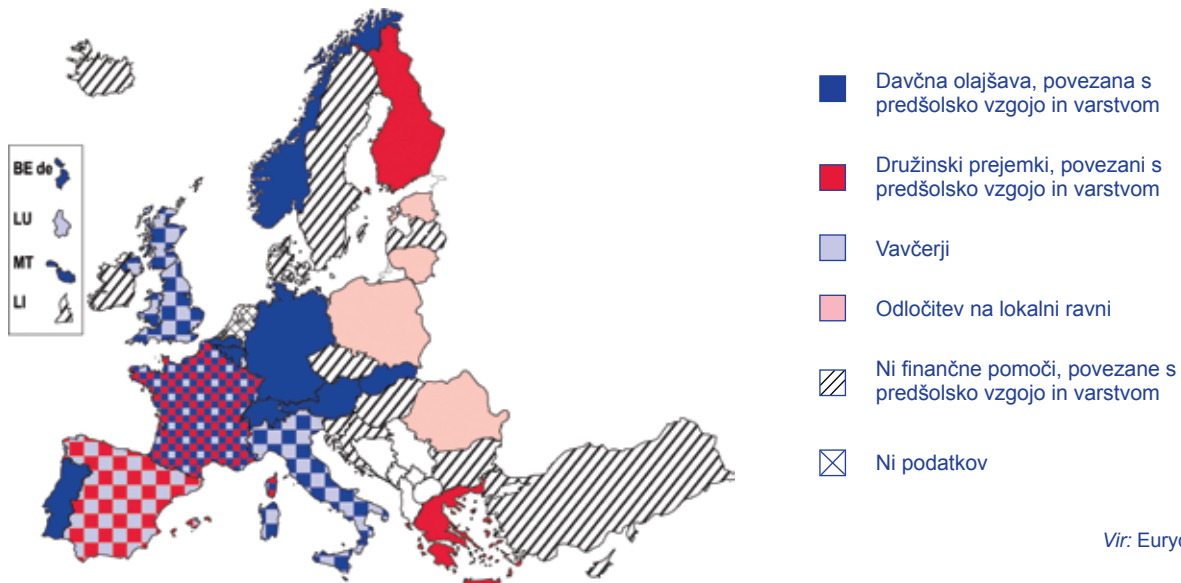 BE de
LU
MT
LI
Davčna olajšava, povezana s
predšolsko vzgojo in varstvom
Družinski prejemki, povezani s
predšolsko vzgojo in varstvom
Vavčerji
Odločitev na lokalni ravni
Ni finančne pomoči, povezane s
predšolsko vzgojo in varstvom
Ni podatkov
Vir: